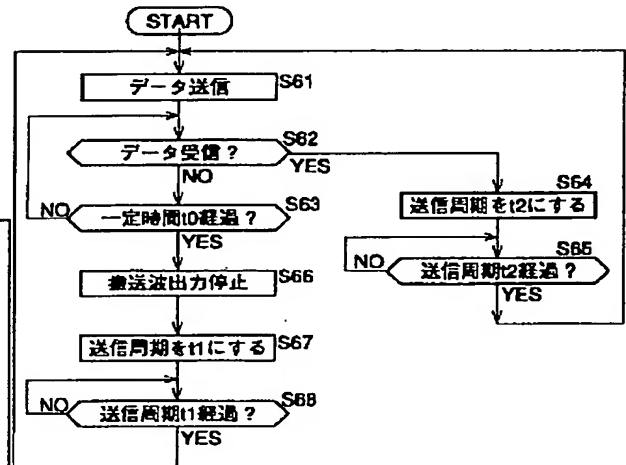 START
データ送信
S61
データ受信?
S62
YES
NO
一定時間t0経過?
S63
NO
YES
搬送波出力停止
S66
送信周期をt1にする
S67
送信周期t1経過?
S68
NO
YES
S64
送信周期をt2にする
S65
送信周期t2経過?
NO
YES